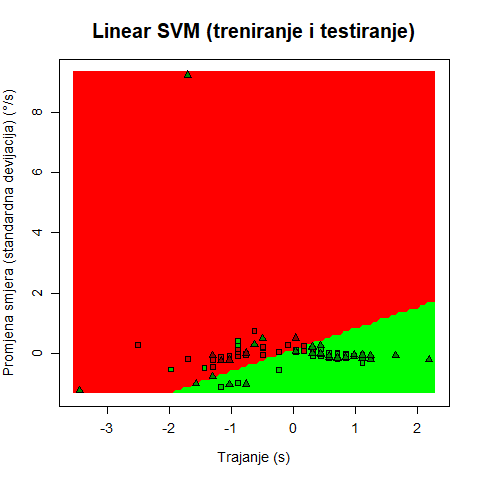 Linear SVM (treniranje i testiranje)
Promjena smjera (standardna devijacija) (°/s)
8
6
4
2
0
-3 -2 -1 0 1 2
Trajanje (s)